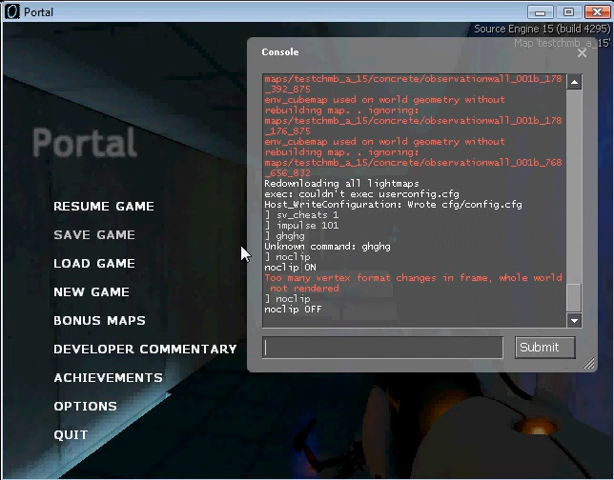 Portal
Source Engine 15 (build 4295)
Map 'testchmb_a_15'
Console
maps/testchmb_a_15/concrete/observationwall_001b_178
_392_875
env_cubemap used on world geometry without
rebuilding map. . ignoring:
maps/testchmb_a_15/concrete/observationwall_001b_178
_176_875
env_cubemap used on world geometry without
rebuilding map. . ignoring:
maps/testchmb_a_15/concrete/observationwall_001b_768
_656_832
Redownloading all lightmaps
exec: couldn't exec userconfig.cfg
Host_WriteConfiguration: Wrote cfg/config.cfg
] sv_cheats 1
] impulse 101
] ghghg
Unknown command: ghghg
] noclip
noclip ON
Too many vertex format changes in frame, whole world
not rendered
] noclip
noclip OFF
Submit
Portal
RESUME GAME
SAVE GAME
LOAD GAME
NEW GAME
BONUS MAPS
DEVELOPER COMMENTARY
ACHIEVEMENTS
OPTIONS
QUIT